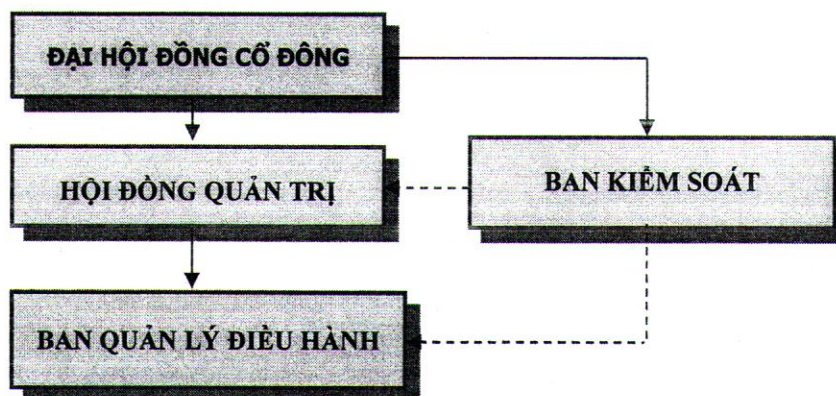 ĐẠI HỘI ĐỒNG CỔ ĐÔNG
HỘI ĐỒNG QUẢN TRỊ
BAN KIỂM SOÁT
BAN QUẢN LÝ ĐIỀU HÀNH